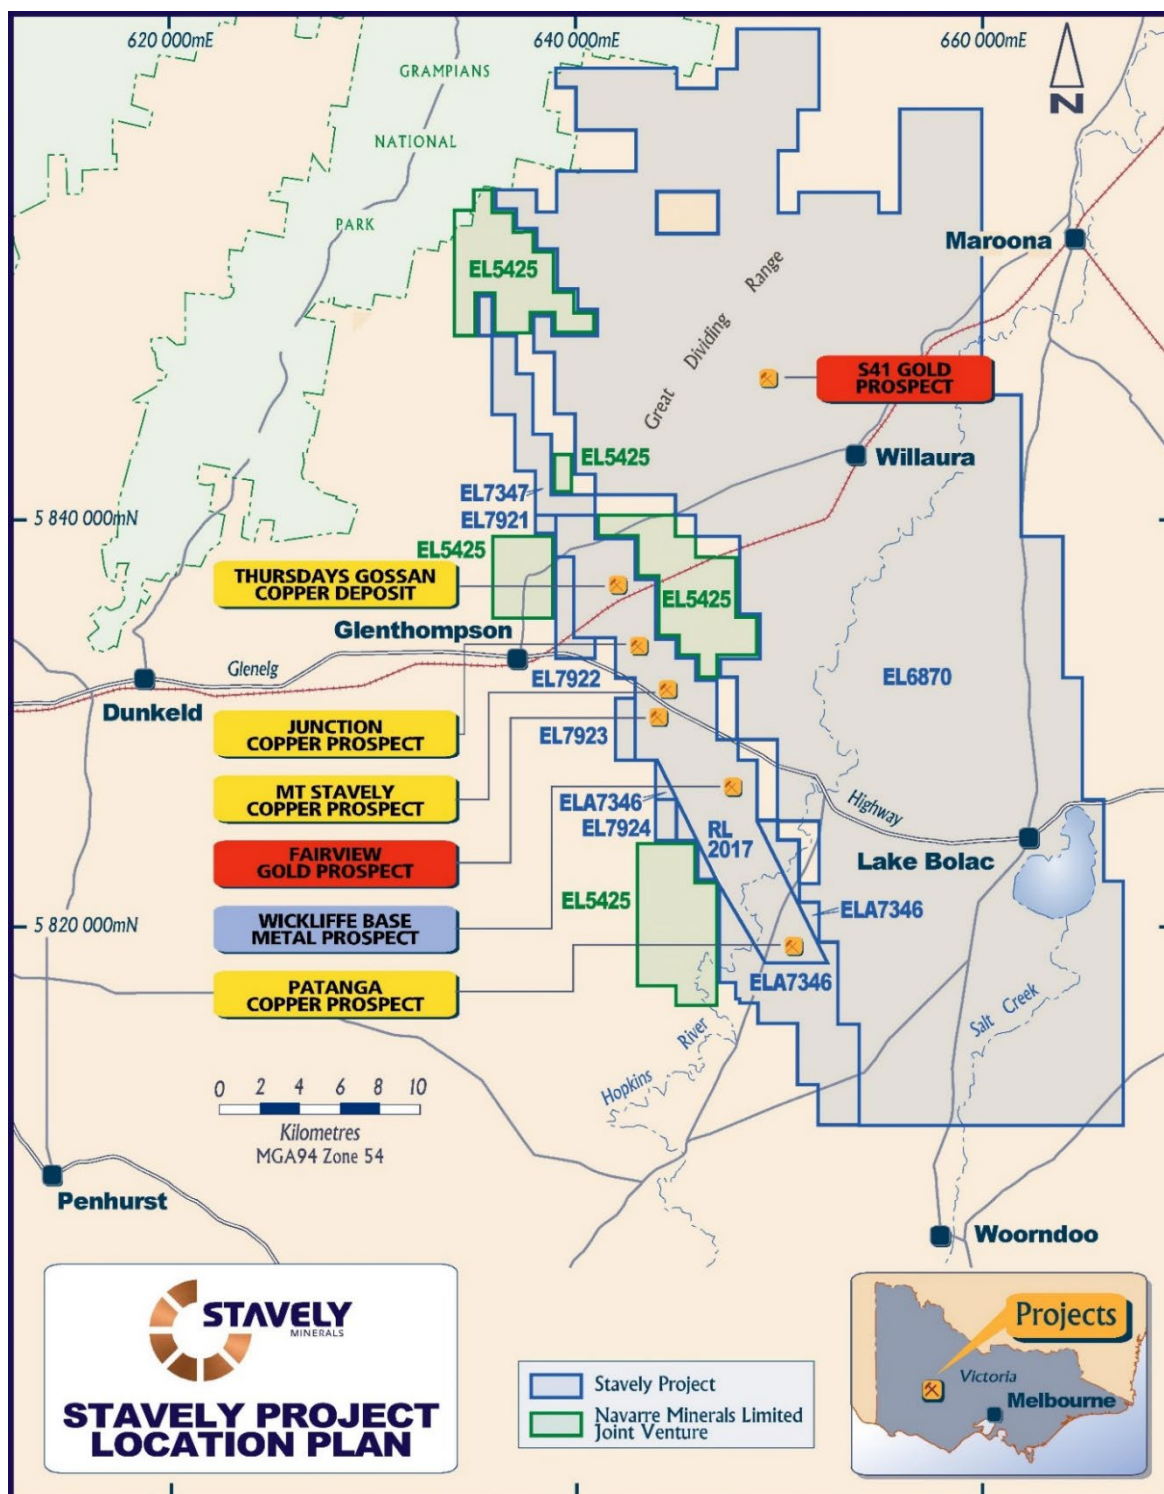 620 000mE
640 000mE
660 000mE
GRAMPIANS
N
NATIONAL
PARK
Maroona
EL5425
Great Dividing Range
S41 GOLD
PROSPECT
EL5425
Willaura
EL7347
5 840 000mN
EL7921
EL5425
THURSDAYS GOSSAN
COPPER DEPOSIT
EL5425
Glenthompson
Glenelg
EL7922
EL6870
Dunkeld
JUNCTION
COPPER PROSPECT
EL7923
MT STAVELY
COPPER PROSPECT
ELA7346
Highway
EL7924
RL
2017
FAIRVIEW
GOLD PROSPECT
Lake Bolac
EL5425
ELA7346
WICKLIFFE BASE
METAL PROSPECT
5 820 000mN
PATANGA
COPPER PROSPECT
ELA7346
Hopkins River
Salt Creek
0 2 4 6 8 10
Kilometres
MGA94 Zone 54
Penhurst
Woorndoo
STAVELY
MINERALS
STAVELY PROJECT
LOCATION PLAN
Stavely Project
Navarre Minerals Limited
Joint Venture
Projects
Victoria
Melbourne